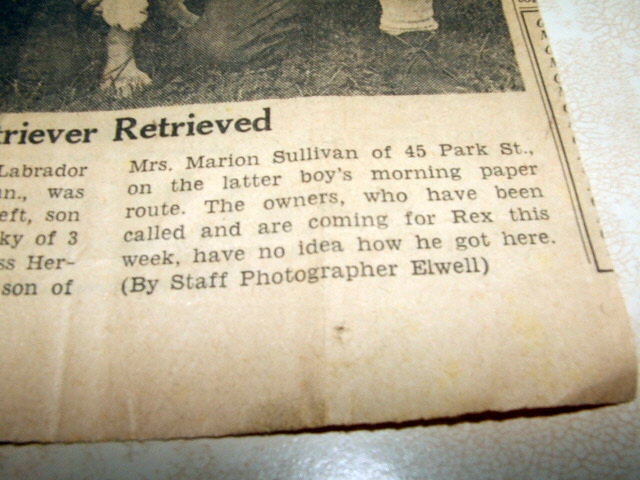 triever Retrieved
Labrador
n., was
eft, son
ky of 3
ss Her-
son of
Mrs. Marion Sullivan of 45 Park St.,
on the latter boy's morning paper
route. The owners, who have been
called and are coming for Rex this
week, have no idea how he got here.
(By Staff Photographer Elwell)